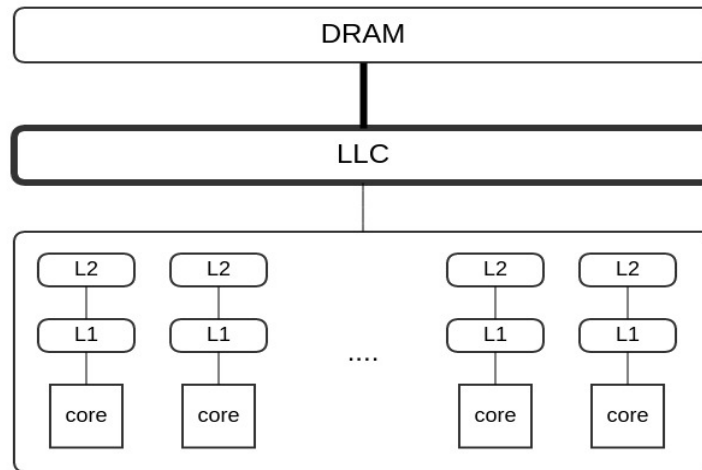 DRAM
LLC
L2 L2 L2 L2
L1 L1 .... L1 L1
core core core core